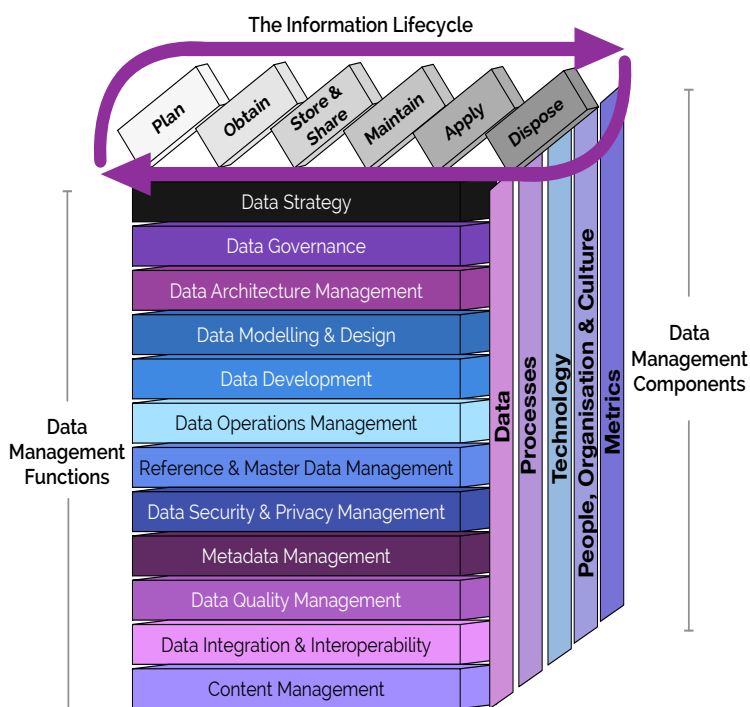 The Information Lifecycle
Plan
Obtain
Store &
Share
Maintain
Apply
Dispose
Data Strategy
Data Governance
Data Architecture Management
Data Modelling & Design
Data Development
Data Operations Management
Reference & Master Data Management
Data Security & Privacy Management
Metadata Management
Data Quality Management
Data Integration & Interoperability
Content Management
Data
Management
Functions
Data
Processes
Technology
People, Organisation & Culture
Metrics
Data
Management
Components